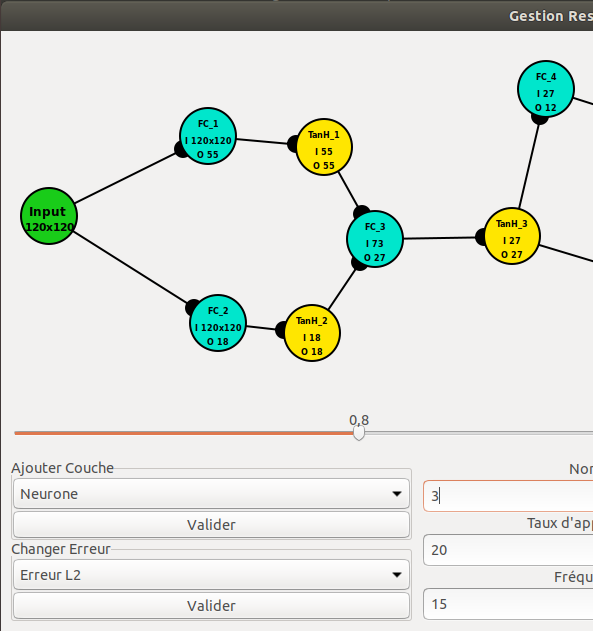 Gestion Res
FC_4
I 27
O 12
FC_1
I 120x120
O 55
TanH_1
I 55
O 55
Input
120x120
FC_3
I 73
O 27
TanH_3
I 27
O 27
FC_2
I 120x120
O 18
TanH_2
I 18
O 18
0,8
Ajouter Couche
Neurone
Valider
Changer Erreur
Erreur L2
Valider
Nor
3
Taux d'app
20
Fréqu
15